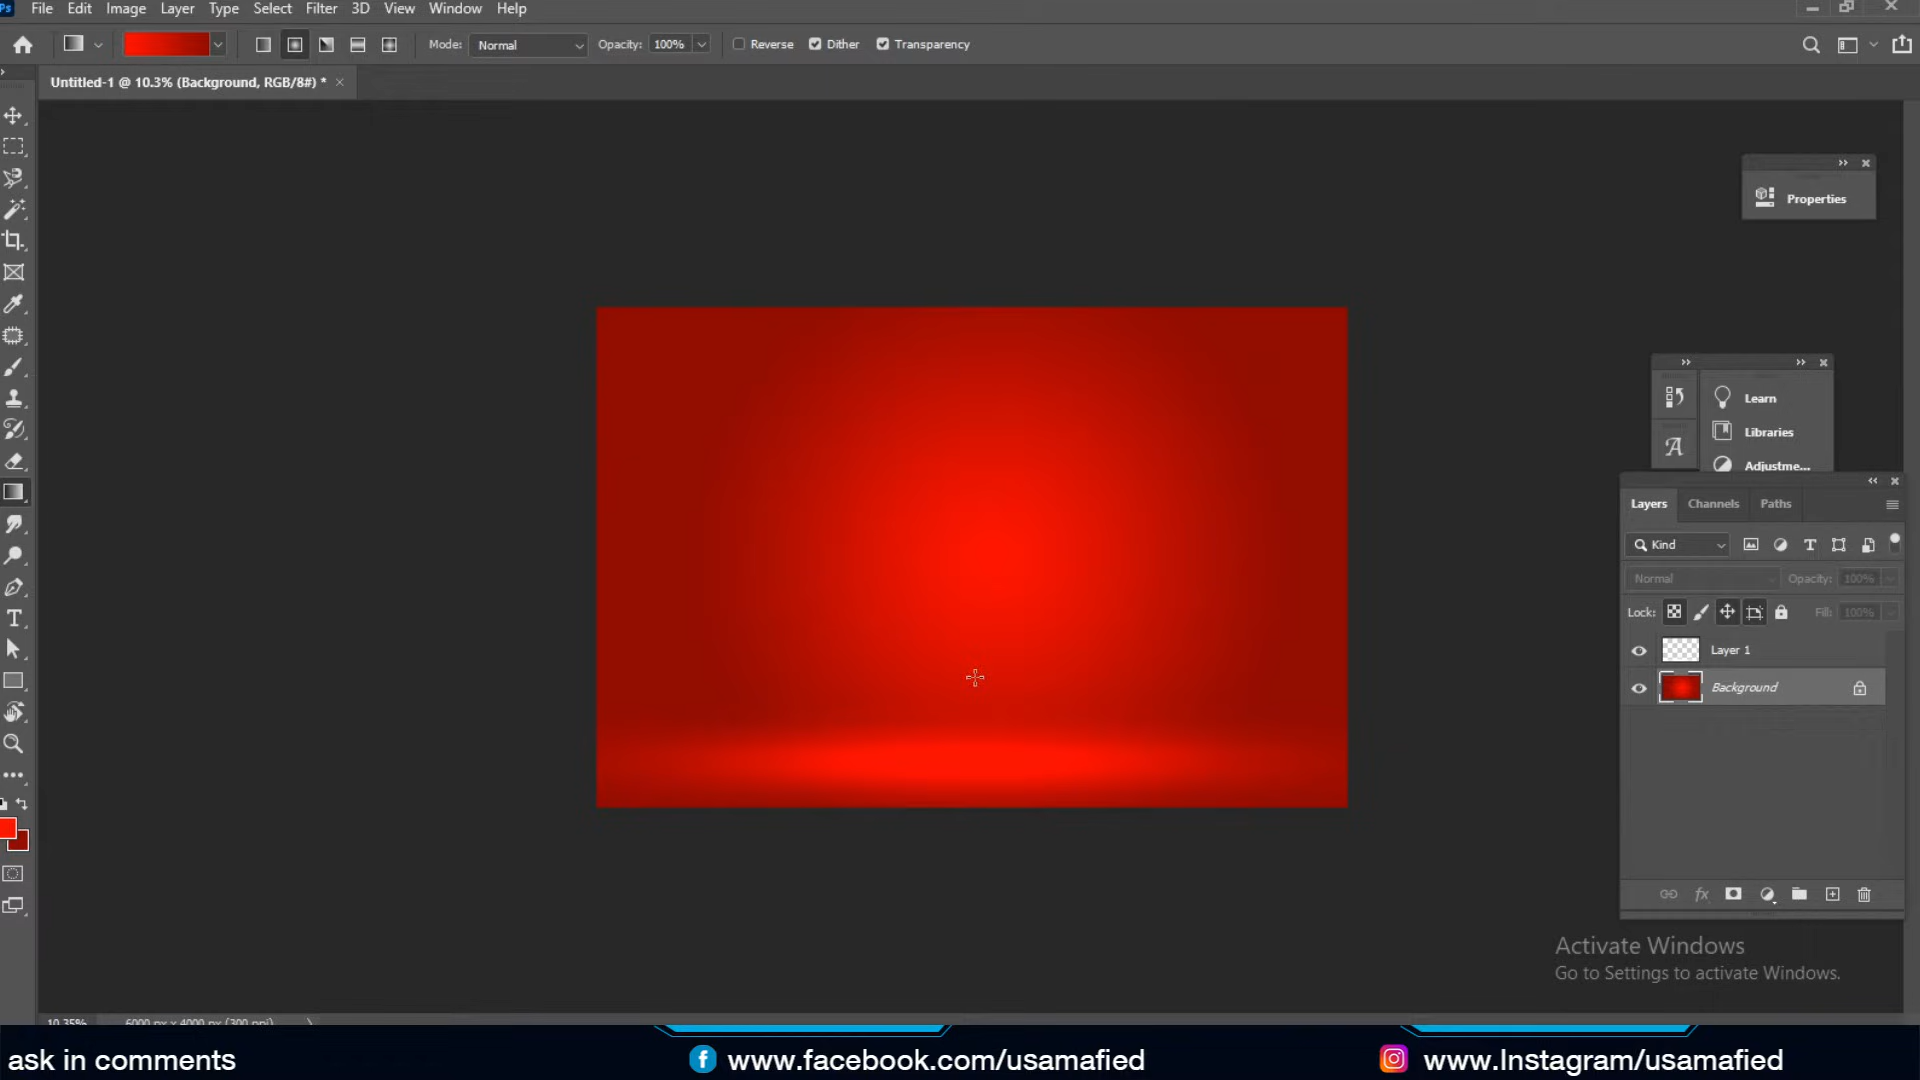 Ps File Edit Image Layer Type Select Filter 3D View Window Help
Mode: Normal Opacity: 100% Reverse Dither Transparency
Untitled-1 @ 10.3% (Background, RGB/8#) *
Properties
Learn
Libraries
Adjustme...
Layers Channels Paths
Kind
Normal Opacity: 100%
Lock: Fill: 100%
Layer 1
Background
fx
Activate Windows
Go to Settings to activate Windows.
10.35% 6000 px x 4000 px (300 ppi)
ask in comments www.facebook.com/usamafied www.Instagram/usamafied